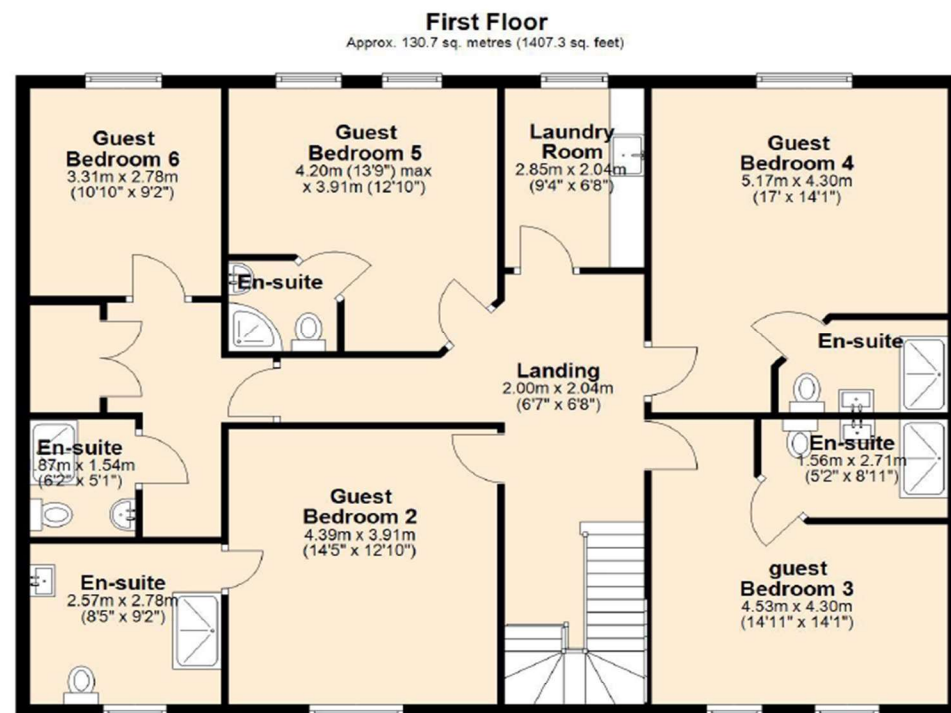 First Floor
Approx. 130.7 sq. metres (1407.3 sq. feet)
Guest
Bedroom 6
3.31m x 2.78m
(10'10" x 9'2")
Guest
Bedroom 5
4.20m (13'9") max
x 3.91m (12'10")
Laundry
Room
2.85m x 2.04m
(9'4" x 6'8")
Guest
Bedroom 4
5.17m x 4.30m
(17' x 14'1")
En-suite
En-suite
Landing
2.00m x 2.04m
(6'7" x 6'8")
En-suite
.87m x 1.54m
(6'2" x 5'1")
En-suite
1.56m x 2.71m
(5'2" x 8'11")
Guest
Bedroom 2
4.39m x 3.91m
(14'5" x 12'10")
En-suite
2.57m x 2.78m
(8'5" x 9'2")
guest
Bedroom 3
4.53m x 4.30m
(14'11" x 14'1")